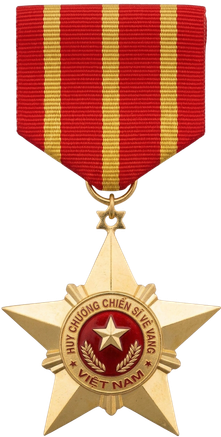 HUY CHƯƠNG CHIẾN SĨ VẺ VANG
VIỆT NAM